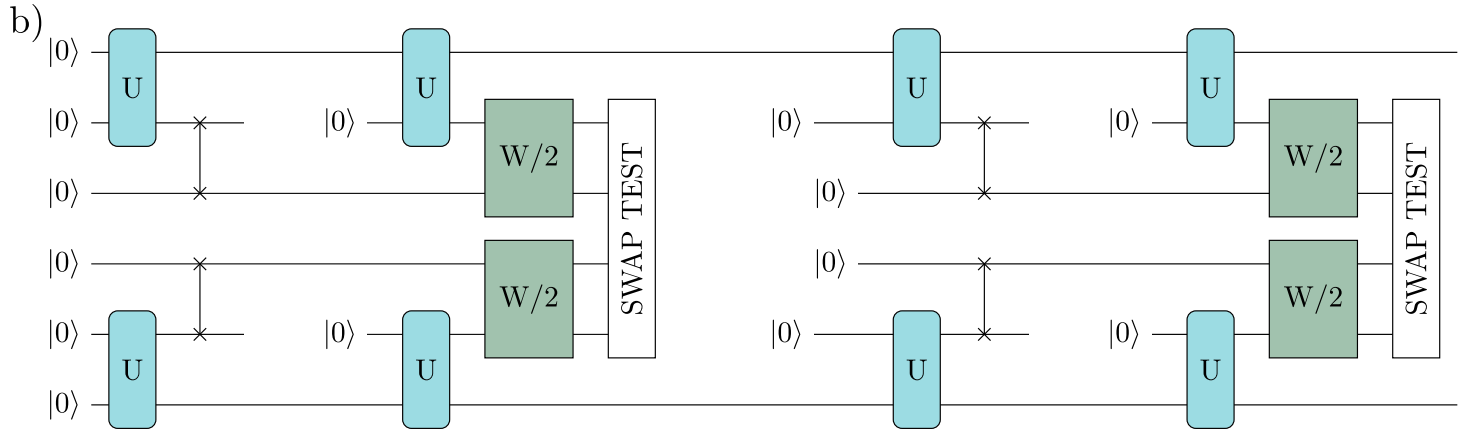 b)
|0⟩ U U U U
|0⟩ |0⟩ |0⟩ |0⟩
W/2 W/2
|0⟩ |0⟩
SWAP TEST SWAP TEST
|0⟩ |0⟩
W/2 W/2
|0⟩ |0⟩ |0⟩ |0⟩
U U U U
|0⟩